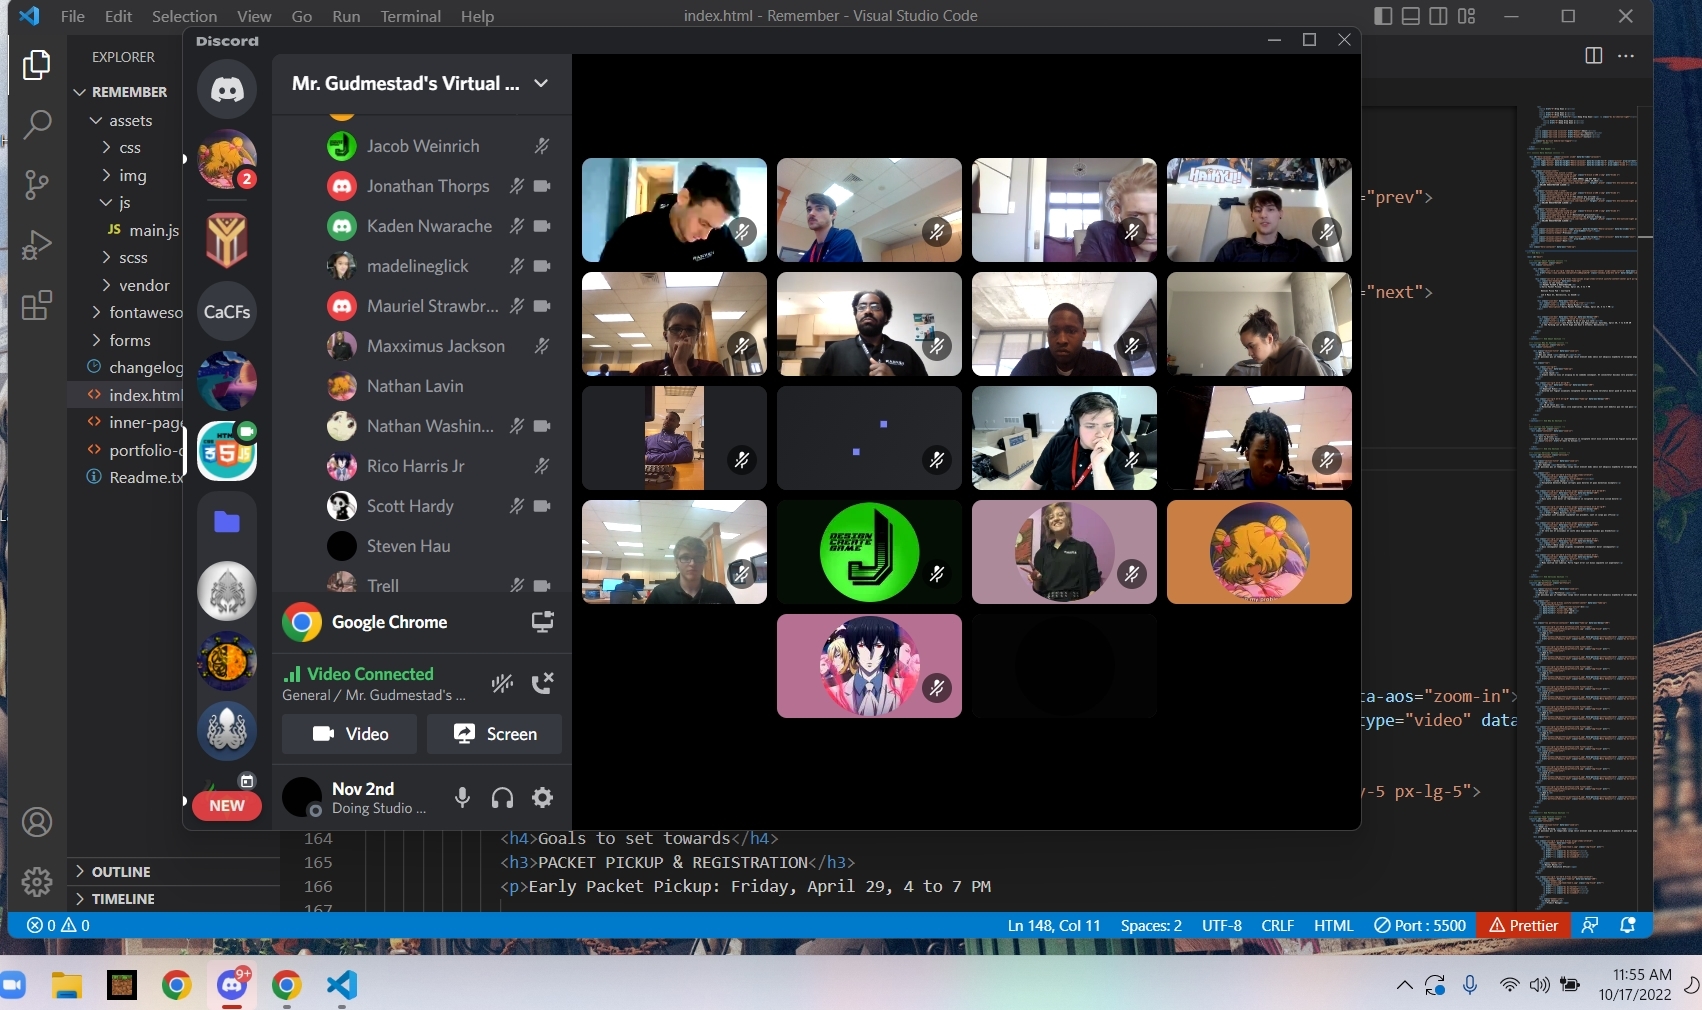 File Edit Selection View Go Run Terminal Help
index.html - Remember - Visual Studio Code
EXPLORER
REMEMBER
assets
css
img
js
JS main.js
scss
vendor
fontaweso
forms
changelog
index.html
inner-page
portfolio-d
Readme.tx
OUTLINE
TIMELINE
Discord
2
CaCFs
NEW
Mr. Gudmestad's Virtual ...
Jacob Weinrich
Jonathan Thorps
Kaden Nwarache
madelineglick
Mauriel Strawbr...
Maxximus Jackson
Nathan Lavin
Nathan Washin...
Rico Harris Jr
Scott Hardy
Steven Hau
Trell
Google Chrome
Video Connected
General / Mr. Gudmestad's ...
Video
Screen
Nov 2nd
Doing Studio ...
HAIKYU!!
DESIGN
CREATE
GAME
J
="prev">
="next">
ta-aos="zoom-in">
type="video" data
y-5 px-lg-5">
164 <h4>Goals to set towards</h4>
165 <h3>PACKET PICKUP & REGISTRATION</h3>
166 <p>Early Packet Pickup: Friday, April 29, 4 to 7 PM
167
0 0
Ln 148, Col 11 Spaces: 2 UTF-8 CRLF HTML Port : 5500 Prettier
9+
11:55 AM
10/17/2022